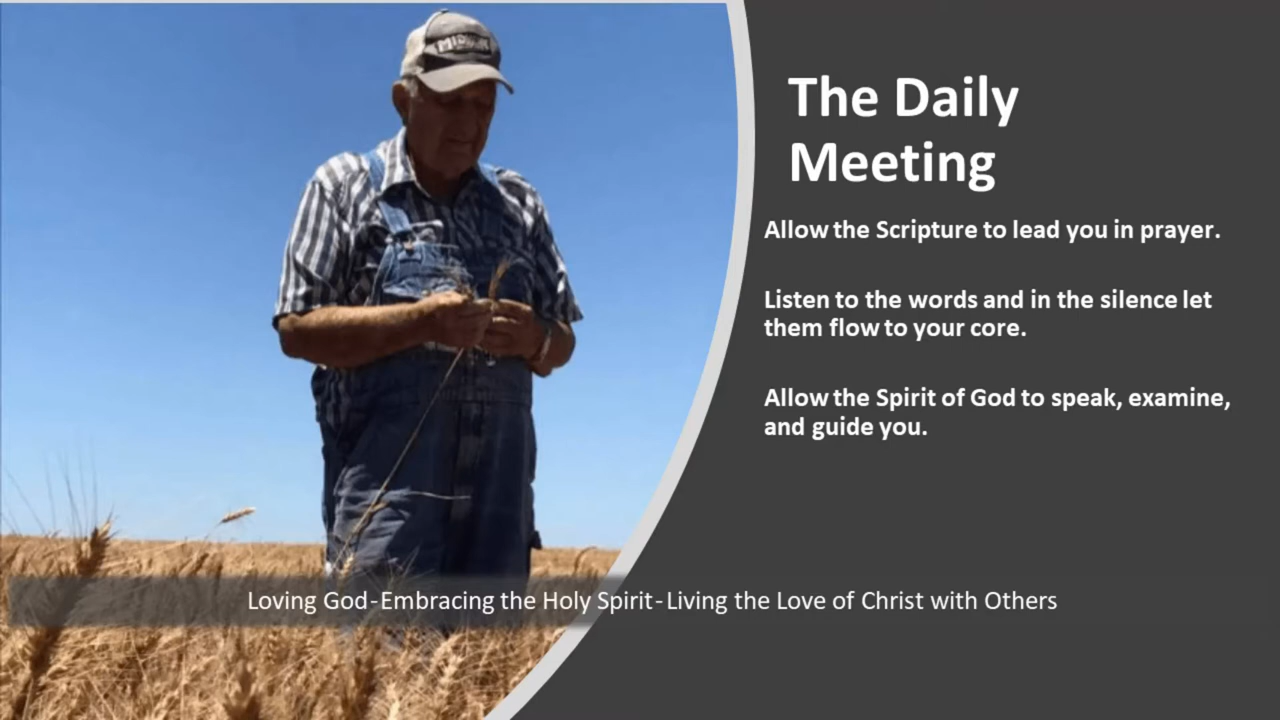 The Daily
Meeting
Allow the Scripture to lead you in prayer.
Listen to the words and in the silence let
them flow to your core.
Allow the Spirit of God to speak, examine,
and guide you.
Loving God-Embracing the Holy Spirit-Living the Love of Christ with Others